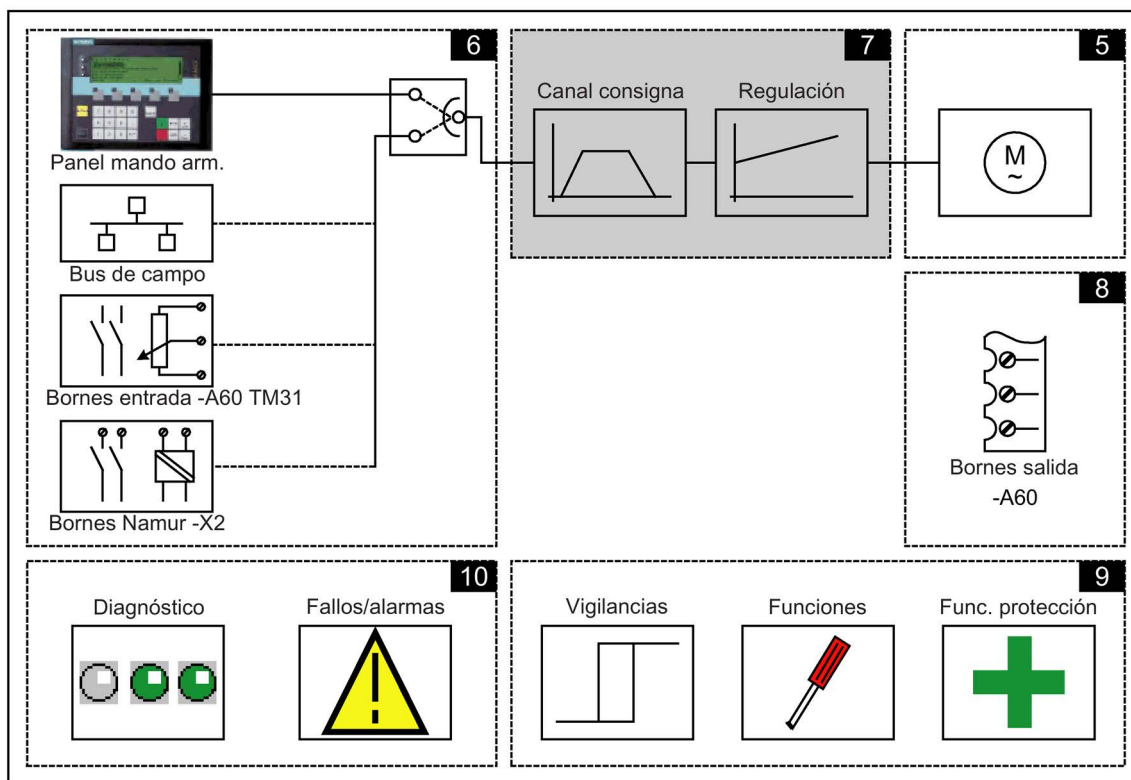 6
SIEMENS
Panel mando arm.
Bus de campo
Bornes entrada -A60 TM31
Bornes Namur -X2
7
Canal consigna
Regulación
5
M
~
8
Bornes salida
-A60
10
Diagnóstico
Fallos/alarmas
9
Vigilancias
Funciones
Func. protección